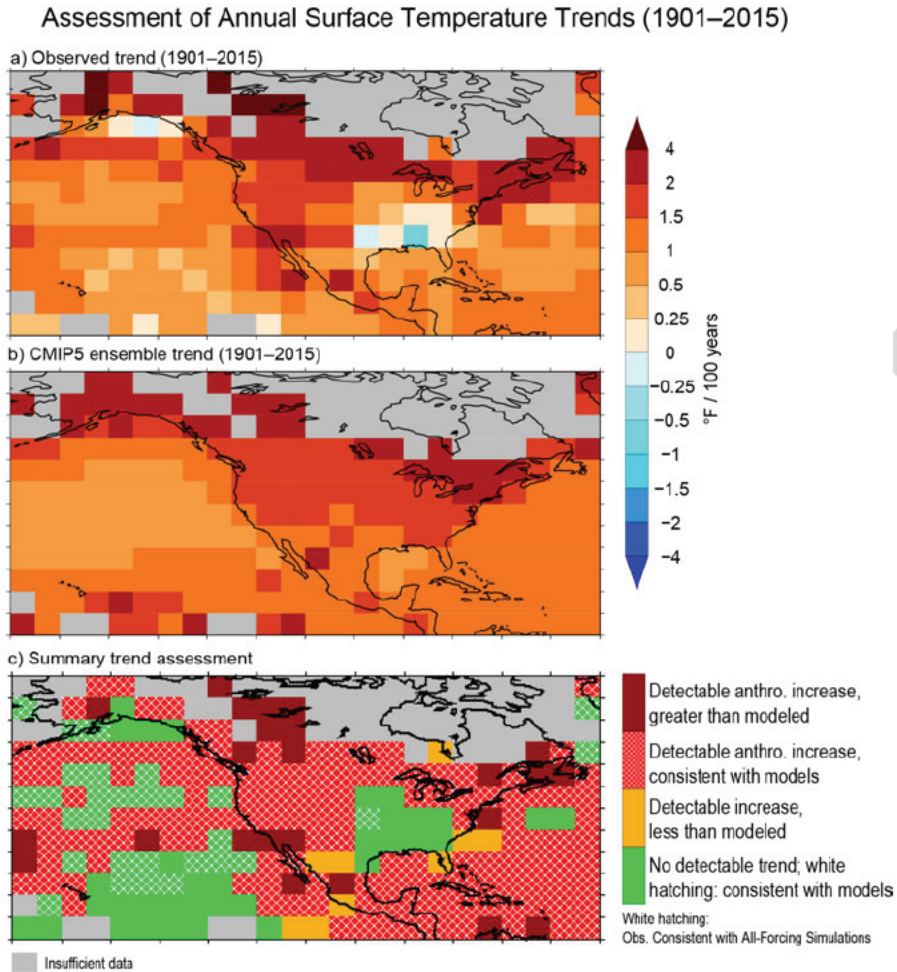 Assessment of Annual Surface Temperature Trends (1901–2015)
a) Observed trend (1901–2015)
4
2
1.5
1
0.5
0.25
0
−0.25
−0.5
−1
−1.5
−2
−4
°F / 100 years
b) CMIP5 ensemble trend (1901–2015)
c) Summary trend assessment
Detectable anthro. increase,
greater than modeled
Detectable anthro. increase,
consistent with models
Detectable increase,
less than modeled
No detectable trend; white
hatching: consistent with models
White hatching:
Obs. Consistent with All-Forcing Simulations
Insufficient data